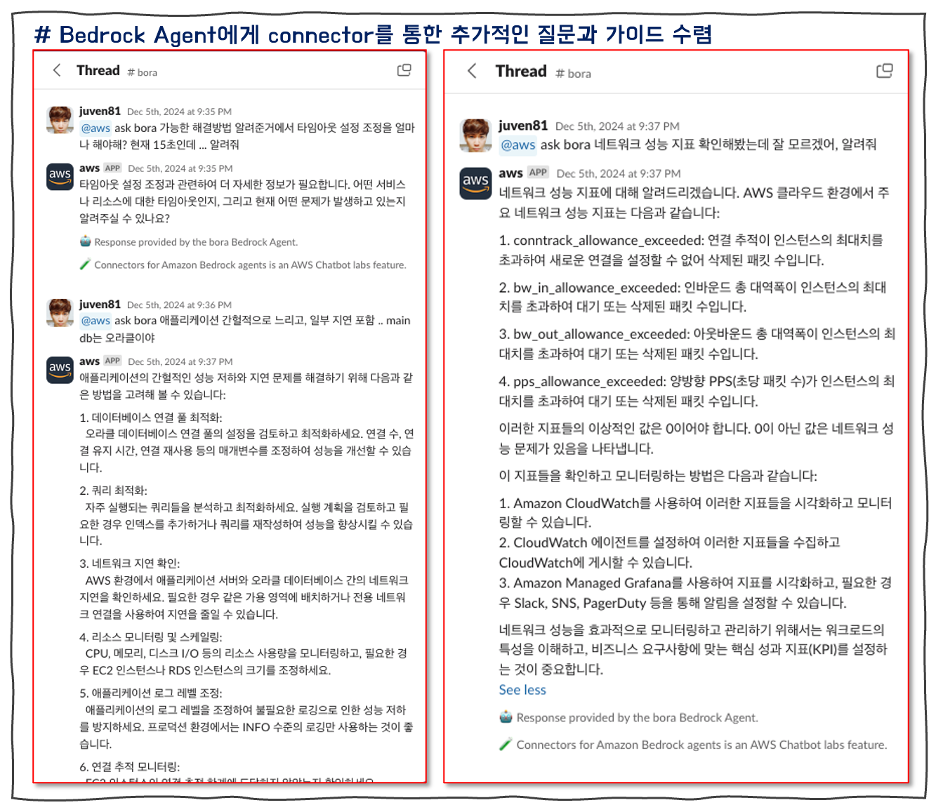 # Bedrock Agent에게 connector를 통한 추가적인 질문과 가이드 수렴
Thread # bora
juven81 Dec 5th, 2024 at 9:35 PM
@aws ask bora 가능한 해결방법 알려준거에서 타임아웃 설정 조정을 얼마
나 해야해? 현재 15초인데 ... 알려줘
aws
aws APP Dec 5th, 2024 at 9:35 PM
타임아웃 설정 조정과 관련하여 더 자세한 정보가 필요합니다. 어떤 서비스
나 리소스에 대한 타임아웃인지, 그리고 현재 어떤 문제가 발생하고 있는지
알려주실 수 있나요?
Response provided by the bora Bedrock Agent.
Connectors for Amazon Bedrock agents is an AWS Chatbot labs feature.
juven81 Dec 5th, 2024 at 9:36 PM
@aws ask bora 애플리케이션 간헐적으로 느리고, 일부 지연 포함 .. main
db는 오라클이야
aws
aws APP Dec 5th, 2024 at 9:37 PM
애플리케이션의 간헐적인 성능 저하와 지연 문제를 해결하기 위해 다음과 같
은 방법을 고려해 볼 수 있습니다:
1. 데이터베이스 연결 풀 최적화:
오라클 데이터베이스 연결 풀의 설정을 검토하고 최적화하세요. 연결 수, 연
결 유지 시간, 연결 재사용 등의 매개변수를 조정하여 성능을 개선할 수 있습
니다.
2. 쿼리 최적화:
자주 실행되는 쿼리들을 분석하고 최적화하세요. 실행 계획을 검토하고 필
요한 경우 인덱스를 추가하거나 쿼리를 재작성하여 성능을 향상시킬 수 있습
니다.
3. 네트워크 지연 확인:
AWS 환경에서 애플리케이션 서버와 오라클 데이터베이스 간의 네트워크
지연을 확인하세요. 필요한 경우 같은 가용 영역에 배치하거나 전용 네트워
크 연결을 사용하여 지연을 줄일 수 있습니다.
4. 리소스 모니터링 및 스케일링:
CPU, 메모리, 디스크 I/O 등의 리소스 사용량을 모니터링하고, 필요한 경
우 EC2 인스턴스나 RDS 인스턴스의 크기를 조정하세요.
5. 애플리케이션 로그 레벨 조정:
애플리케이션의 로그 레벨을 조정하여 불필요한 로깅으로 인한 성능 저하
를 방지하세요. 프로덕션 환경에서는 INFO 수준의 로깅만 사용하는 것이 좋
습니다.
6. 연결 추적 모니터링:
Thread # bora
juven81 Dec 5th, 2024 at 9:37 PM
@aws ask bora 네트워크 성능 지표 확인해봤는데 잘 모르겠어, 알려줘
aws
aws APP Dec 5th, 2024 at 9:37 PM
네트워크 성능 지표에 대해 알려드리겠습니다. AWS 클라우드 환경에서 주
요 네트워크 성능 지표는 다음과 같습니다:
1. conntrack_allowance_exceeded: 연결 추적이 인스턴스의 최대치를
초과하여 새로운 연결을 설정할 수 없어 삭제된 패킷 수입니다.
2. bw_in_allowance_exceeded: 인바운드 총 대역폭이 인스턴스의 최대
치를 초과하여 대기 또는 삭제된 패킷 수입니다.
3. bw_out_allowance_exceeded: 아웃바운드 총 대역폭이 인스턴스의 최
대치를 초과하여 대기 또는 삭제된 패킷 수입니다.
4. pps_allowance_exceeded: 양방향 PPS(초당 패킷 수)가 인스턴스의 최
대치를 초과하여 대기 또는 삭제된 패킷 수입니다.
이러한 지표들의 이상적인 값은 0이어야 합니다. 0이 아닌 값은 네트워크 성
능 문제가 있음을 나타냅니다.
이 지표들을 확인하고 모니터링하는 방법은 다음과 같습니다:
1. Amazon CloudWatch를 사용하여 이러한 지표들을 시각화하고 모니터
링할 수 있습니다.
2. CloudWatch 에이전트를 설정하여 이러한 지표들을 수집하고
CloudWatch에 게시할 수 있습니다.
3. Amazon Managed Grafana를 사용하여 지표를 시각화하고, 필요한 경
우 Slack, SNS, PagerDuty 등을 통해 알림을 설정할 수 있습니다.
네트워크 성능을 효과적으로 모니터링하고 관리하기 위해서는 워크로드의
특성을 이해하고, 비즈니스 요구사항에 맞는 핵심 성과 지표(KPI)를 설정하
는 것이 중요합니다.
See less
Response provided by the bora Bedrock Agent.
Connectors for Amazon Bedrock agents is an AWS Chatbot labs feature.